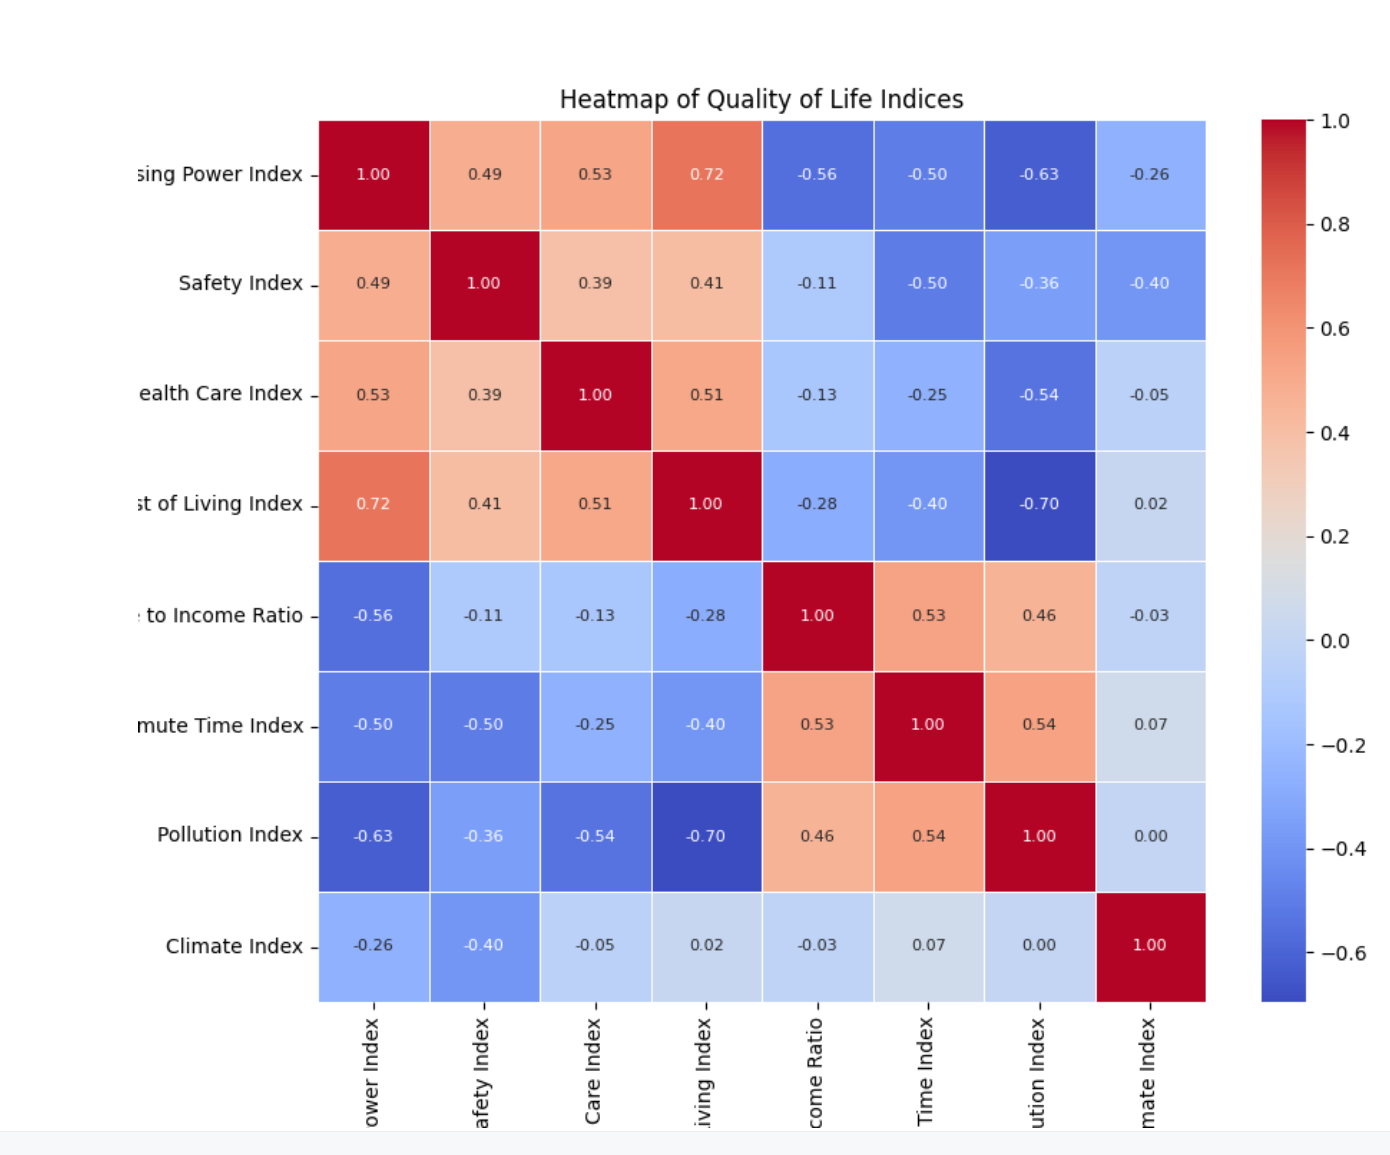 Heatmap of Quality of Life Indices
sing Power Index 1.00 0.49 0.53 0.72 -0.56 -0.50 -0.63 -0.26
Safety Index 0.49 1.00 0.39 0.41 -0.11 -0.50 -0.36 -0.40
ealth Care Index 0.53 0.39 1.00 0.51 -0.13 -0.25 -0.54 -0.05
st of Living Index 0.72 0.41 0.51 1.00 -0.28 -0.40 -0.70 0.02
to Income Ratio -0.56 -0.11 -0.13 -0.28 1.00 0.53 0.46 -0.03
mute Time Index -0.50 -0.50 -0.25 -0.40 0.53 1.00 0.54 0.07
Pollution Index -0.63 -0.36 -0.54 -0.70 0.46 0.54 1.00 0.00
Climate Index -0.26 -0.40 -0.05 0.02 -0.03 0.07 0.00 1.00
ower Index
afety Index
Care Index
iving Index
come Ratio
Time Index
ution Index
mate Index
1.0
0.8
0.6
0.4
0.2
0.0
−0.2
−0.4
−0.6